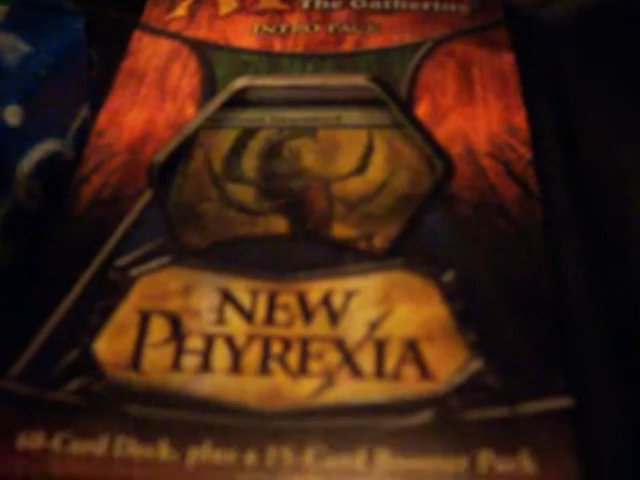 The Gathering
INTRO PACK
NEW
PHYREXIA
60-Card Deck, plus a 15-Card Booster Pack